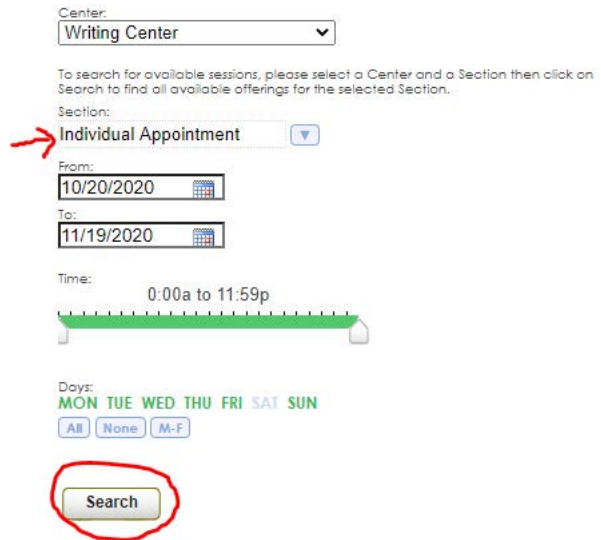 Center:
Writing Center
To search for available sessions, please select a Center and a Section then click on
Search to find all available offerings for the selected Section.
Section:
Individual Appointment
From:
10/20/2020
To:
11/19/2020
Time:
0:00a to 11:59p
Days:
MON TUE WED THU FRI SAT SUN
All None M-F
Search